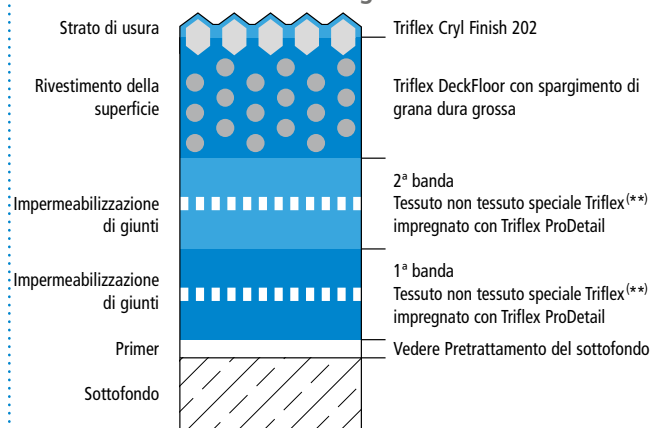 Strato di usura
Triflex Cryl Finish 202
Rivestimento della
superficie
Triflex DeckFloor con spargimento di
grana dura grossa
Impermeabilizzazione
di giunti
2ª banda
Tessuto non tessuto speciale Triflex(**)
impregnato con Triflex ProDetail
Impermeabilizzazione
di giunti
1ª banda
Tessuto non tessuto speciale Triflex(**)
impregnato con Triflex ProDetail
Primer
Vedere Pretrattamento del sottofondo
Sottofondo